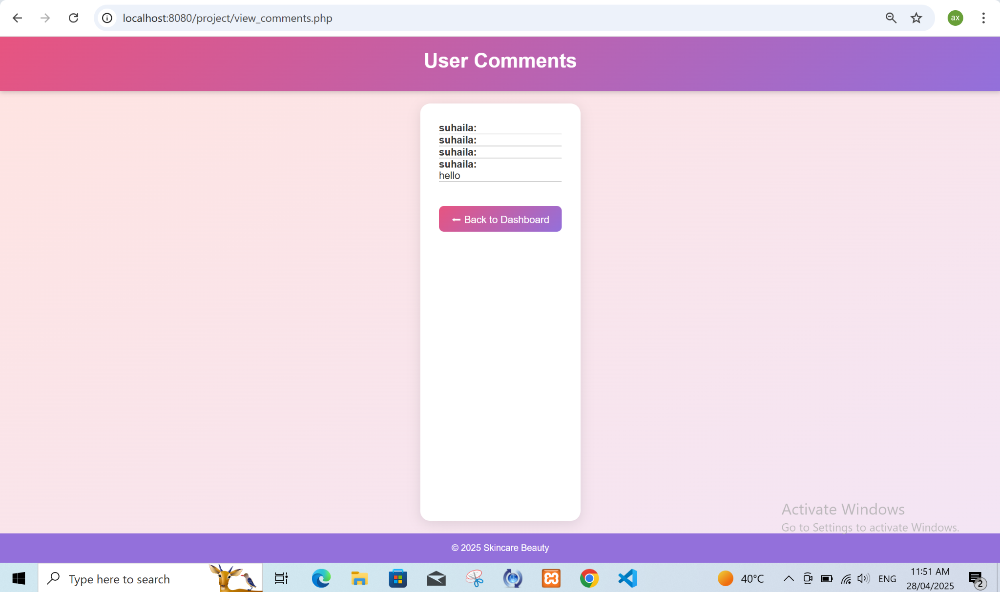 localhost:8080/project/view_comments.php
ax
User Comments
suhaila:
suhaila:
suhaila:
suhaila:
hello
Back to Dashboard
Activate Windows
Go to Settings to activate Windows.
© 2025 Skincare Beauty
Type here to search
40°C
ENG
11:51 AM
28/04/2025
2